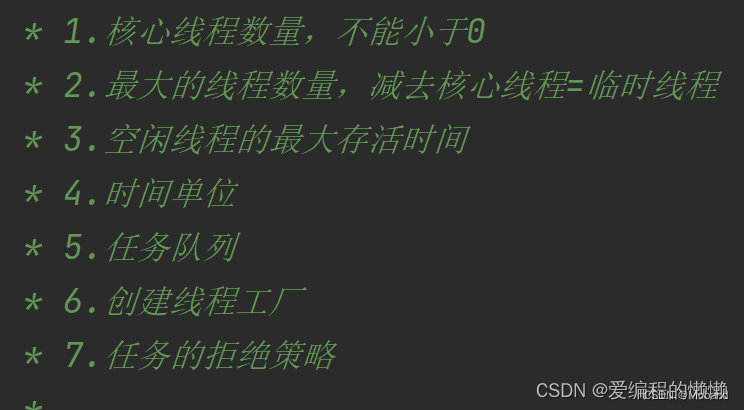 * 1.核心线程数量，不能小于0
* 2.最大的线程数量，减去核心线程=临时线程
* 3.空闲线程的最大存活时间
* 4.时间单位
* 5.任务队列
* 6.创建线程工厂
* 7.任务的拒绝策略
*
CSDN @爱编程的懒懒